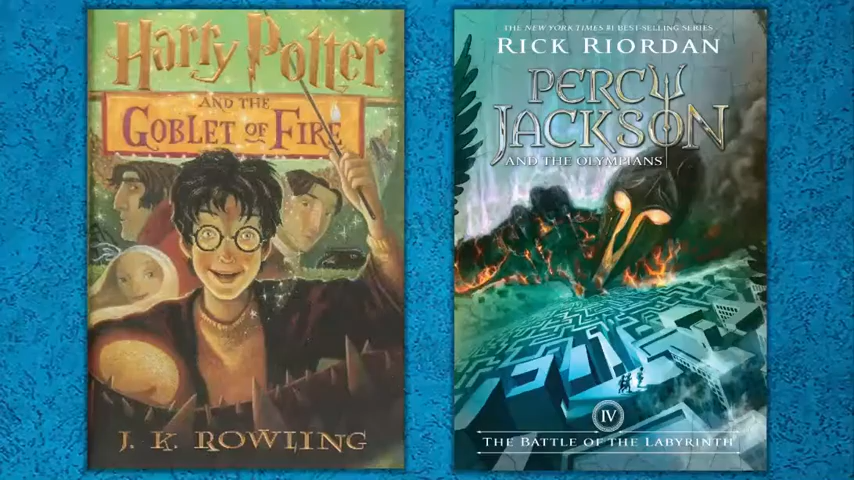 Harry Potter
AND THE
GOBLET OF FIRE
J. K. ROWLING
THE NEW YORK TIMES #1 BEST-SELLING SERIES
RICK RIORDAN
PERCY
JACKSON
AND THE OLYMPIANS
IV
THE BATTLE OF THE LABYRINTH